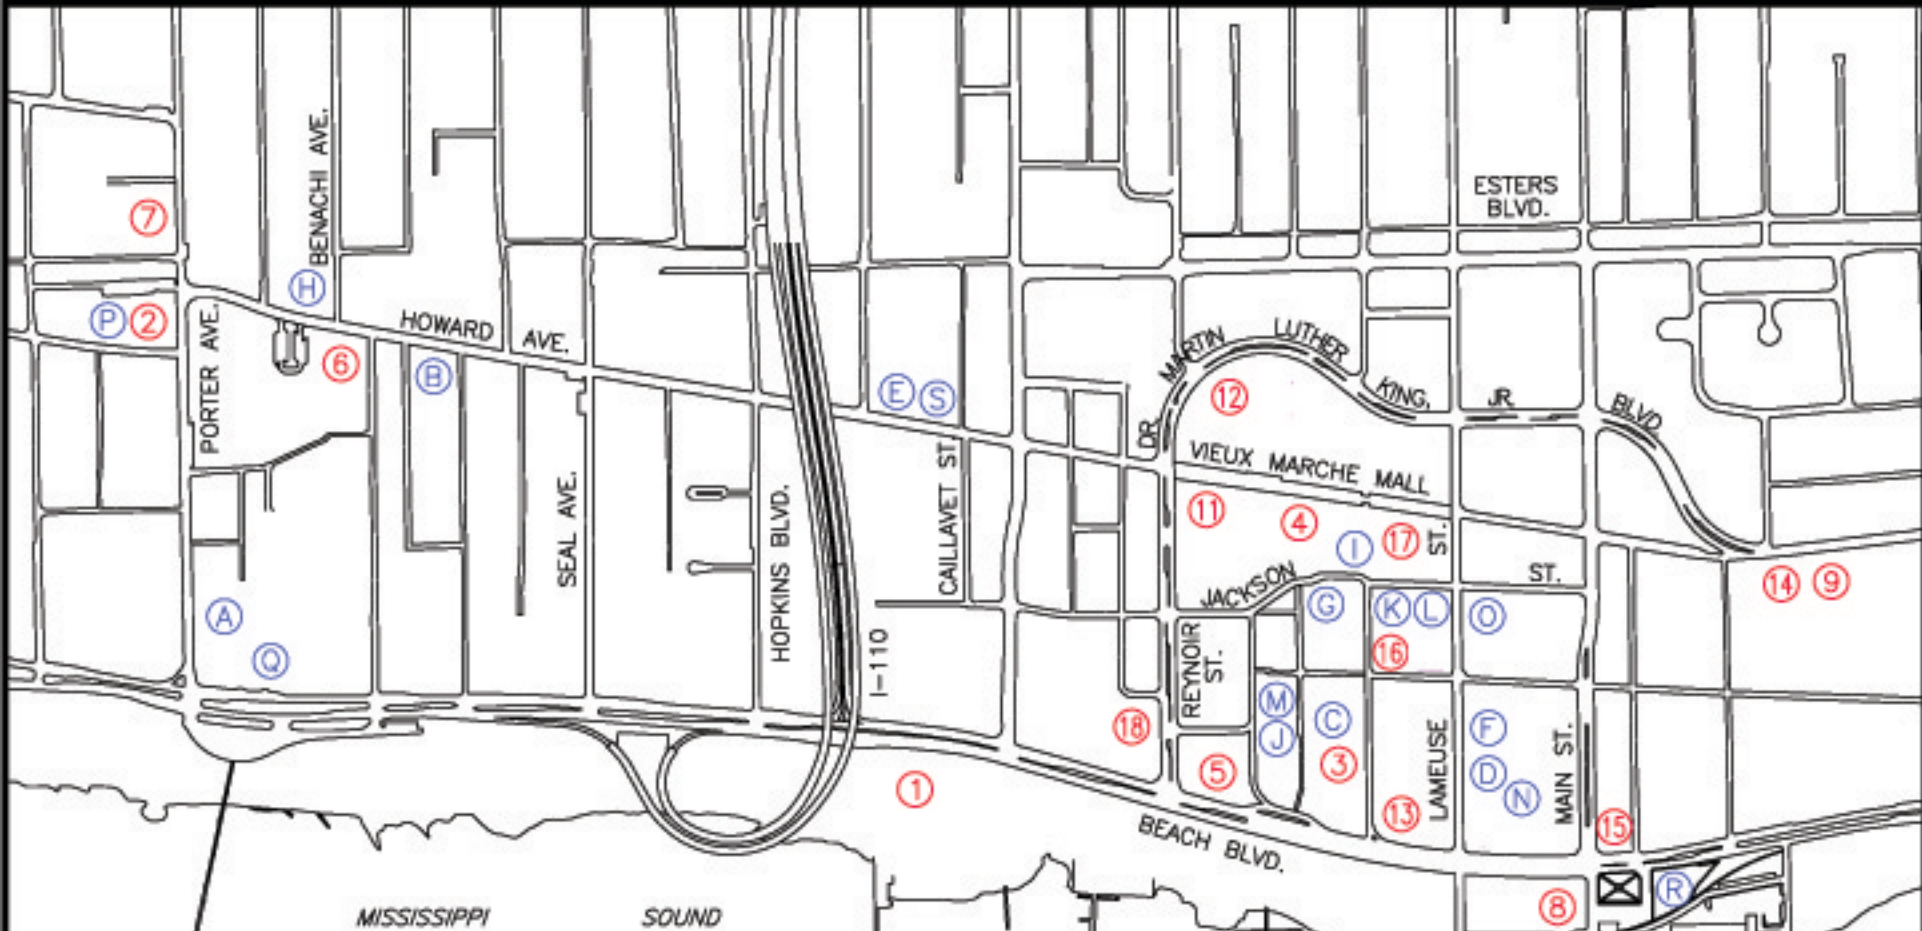 ESTERS
BLVD.
BENACHI AVE.
7
H
P
2
PORTER AVE.
6
HOWARD AVE.
B
E
S
DR. MARTIN LUTHER KING, JR. BLVD
12
VIEUX MARCHE MALL
CAILLAVET ST.
SEAL AVE.
HOPKINS BLVD.
11
4
I
17
JACKSON ST.
14
9
A
G
K
L
O
Q
I-110
REYNOIR
ST.
16
M
C
F
18
J
5
3
D
LAMEUSE ST.
MAIN ST.
1
N
13
15
BEACH BLVD.
R
8
MISSISSIPPI SOUND